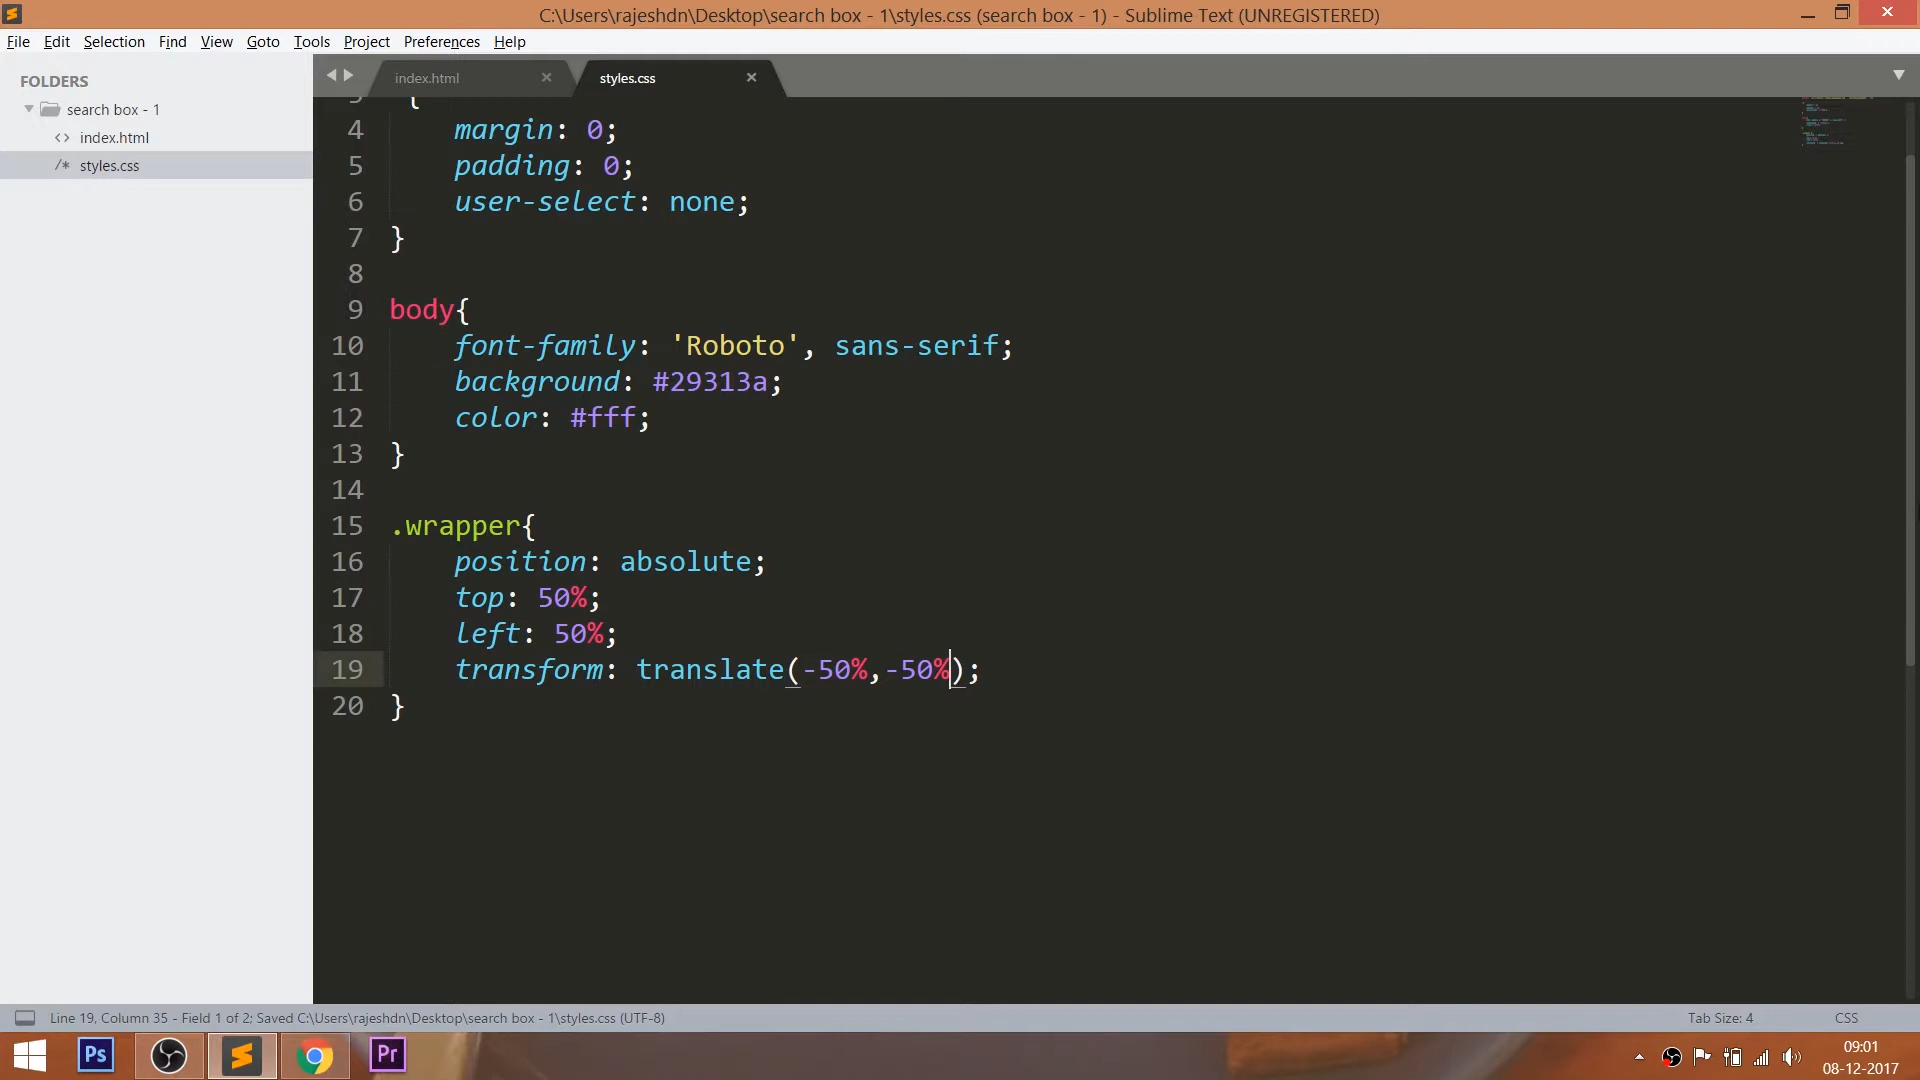 C:\Users\rajeshdn\Desktop\search box - 1\styles.css (search box - 1) - Sublime Text (UNREGISTERED)
File Edit Selection Find View Goto Tools Project Preferences Help
FOLDERS
search box - 1
<> index.html
/* styles.css
index.html
styles.css
{
4 margin: 0;
5 padding: 0;
6 user-select: none;
7 }
8
9 body{
10 font-family: 'Roboto', sans-serif;
11 background: #29313a;
12 color: #fff;
13 }
14
15 .wrapper{
16 position: absolute;
17 top: 50%;
18 left: 50%;
19 transform: translate(-50%,-50%);
20 }
Line 19, Column 35 - Field 1 of 2; Saved C:\Users\rajeshdn\Desktop\search box - 1\styles.css (UTF-8)
Tab Size: 4
CSS
Ps
Pr
09:01
08-12-2017